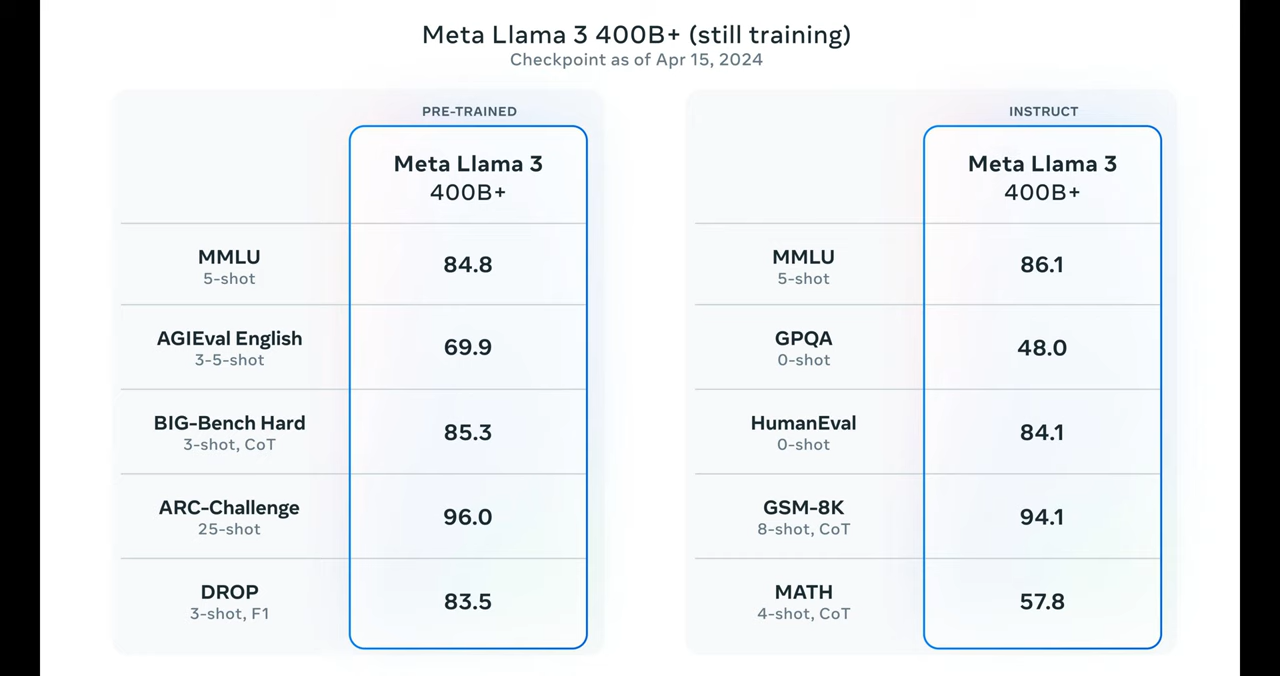 Meta Llama 3 400B+ (still training)
Checkpoint as of Apr 15, 2024
PRE-TRAINED
Meta Llama 3
400B+
MMLU
5-shot
84.8
AGIEval English
3-5-shot
69.9
BIG-Bench Hard
3-shot, CoT
85.3
ARC-Challenge
25-shot
96.0
DROP
3-shot, F1
83.5
INSTRUCT
Meta Llama 3
400B+
MMLU
5-shot
86.1
GPQA
0-shot
48.0
HumanEval
0-shot
84.1
GSM-8K
8-shot, CoT
94.1
MATH
4-shot, CoT
57.8